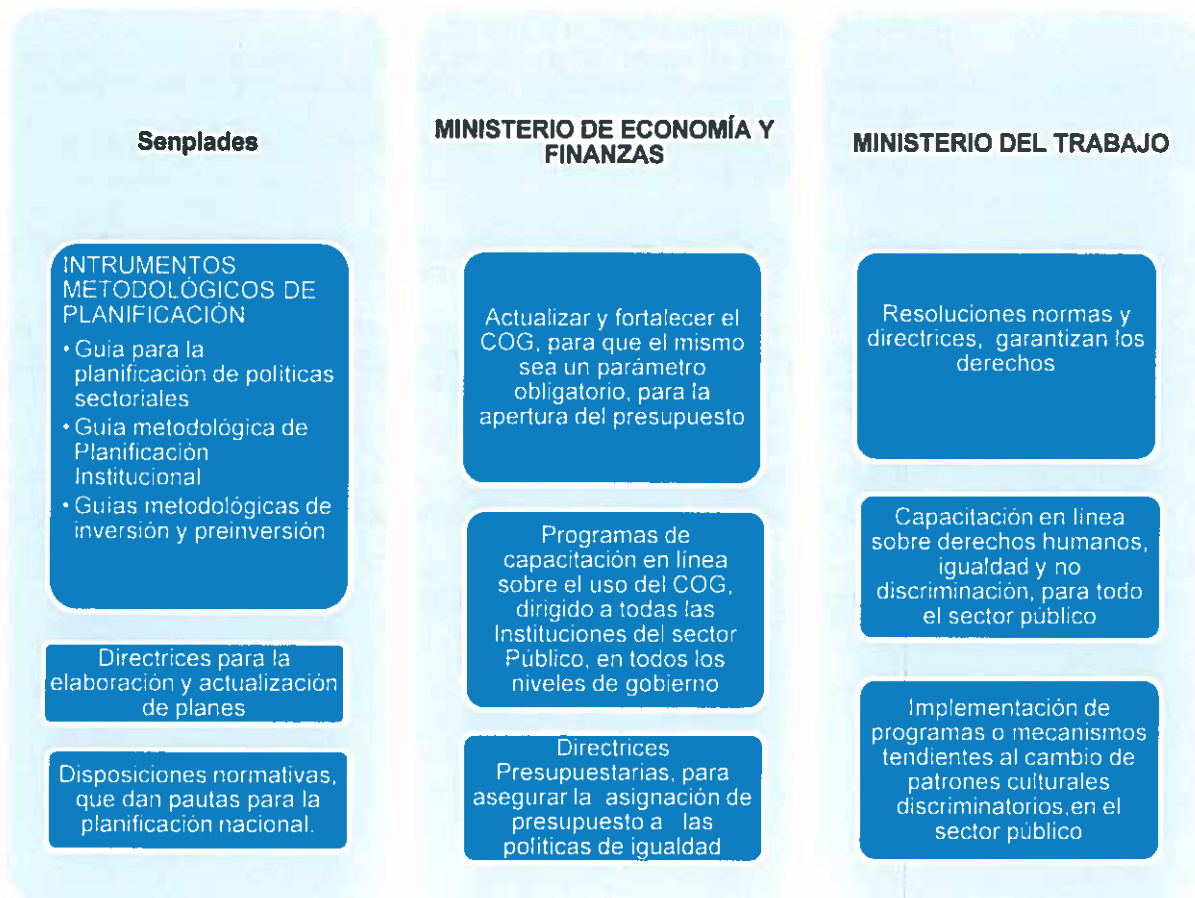 Senplades
INTRUMENTOS
METODOLÓGICOS DE
PLANIFICACIÓN
• Guia para la
planificación de politicas
sectoriales
• Guia metodológica de
Planificación
Institucional
• Guias metodológicas de
inversión y preinversión
Directrices para la
elaboración y actualización
de planes
Disposiciones normativas,
que dan pautas para la
planificación nacional.
MINISTERIO DE ECONOMÍA Y
FINANZAS
Actualizar y fortalecer el
COG, para que el mismo
sea un parámetro
obligatorio, para la
apertura del presupuesto
Programas de
capacitación en línea
sobre el uso del COG,
dirigido a todas las
Instituciones del sector
Público, en todos los
niveles de gobierno
Directrices
Presupuestarias, para
asegurar la asignación de
presupuesto a las
políticas de igualdad
MINISTERIO DEL TRABAJO
Resoluciones normas y
directrices, garantizan los
derechos
Capacitación en línea
sobre derechos humanos,
igualdad y no
discriminación, para todo
el sector público
Implementación de
programas o mecanismos
tendientes al cambio de
patrones culturales
discriminatorios,en el
sector público